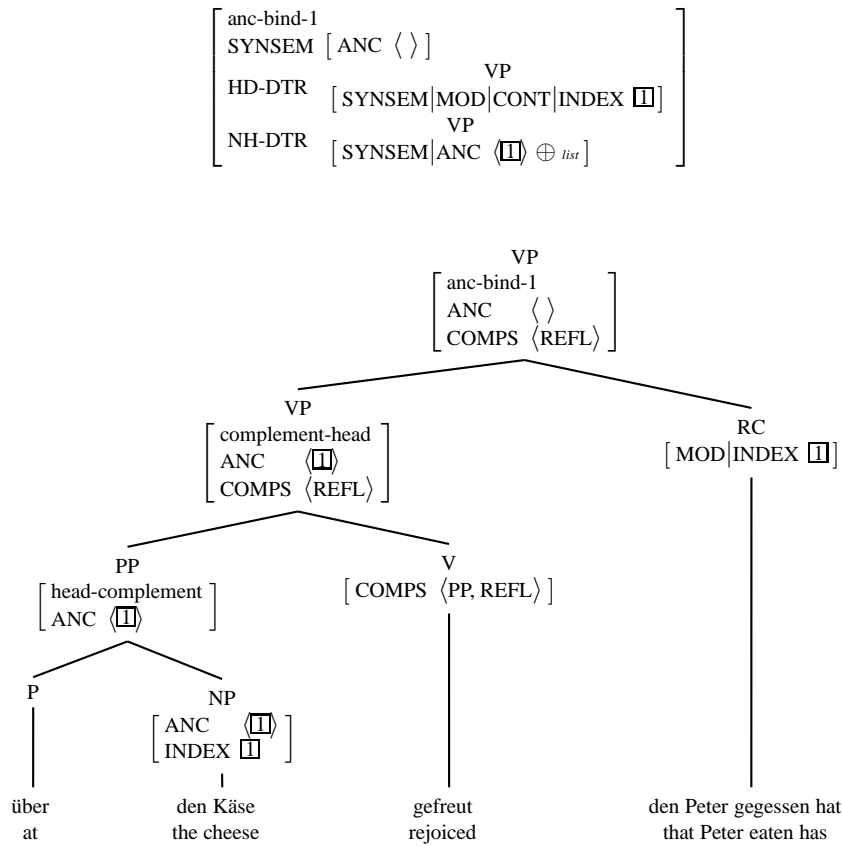 anc-bind-1
SYNSEM [ ANC ⟨ ⟩ ]
VP
HD-DTR [ SYNSEM|MOD|CONT|INDEX 1 ]
VP
NH-DTR [ SYNSEM|ANC ⟨1⟩ ⊕ list ]
VP
anc-bind-1
ANC ⟨ ⟩
COMPS ⟨REFL⟩
VP
complement-head
ANC ⟨1⟩
COMPS ⟨REFL⟩
RC
[ MOD|INDEX 1 ]
PP
head-complement
ANC ⟨1⟩
V
[ COMPS ⟨PP, REFL⟩ ]
P
NP
ANC ⟨1⟩
INDEX 1
über den Käse gefreut den Peter gegessen hat
at the cheese rejoiced that Peter eaten has